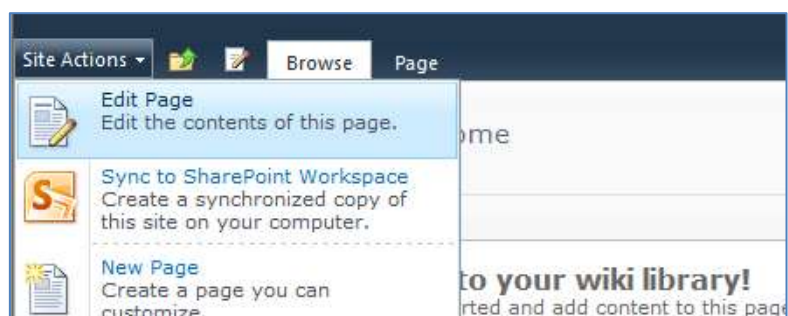 Site Actions Browse Page
Edit Page
Edit the contents of this page.
ome
Sync to SharePoint Workspace
Create a synchronized copy of
this site on your computer.
New Page
Create a page you can
customize
to your wiki library!
rted and add content to this page